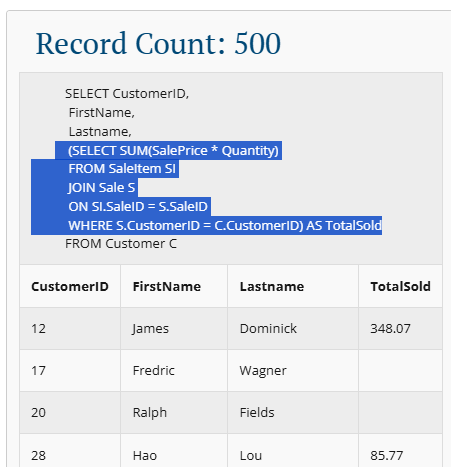 Record Count: 500
SELECT CustomerID,
FirstName,
Lastname,
(SELECT SUM(SalePrice * Quantity)
FROM SaleItem SI
JOIN Sale S
ON SI.SaleID = S.SaleID
WHERE S.CustomerID = C.CustomerID) AS TotalSold
FROM Customer C
CustomerID FirstName Lastname TotalSold
12 James Dominick 348.07
17 Fredric Wagner
20 Ralph Fields
28 Hao Lou 85.77